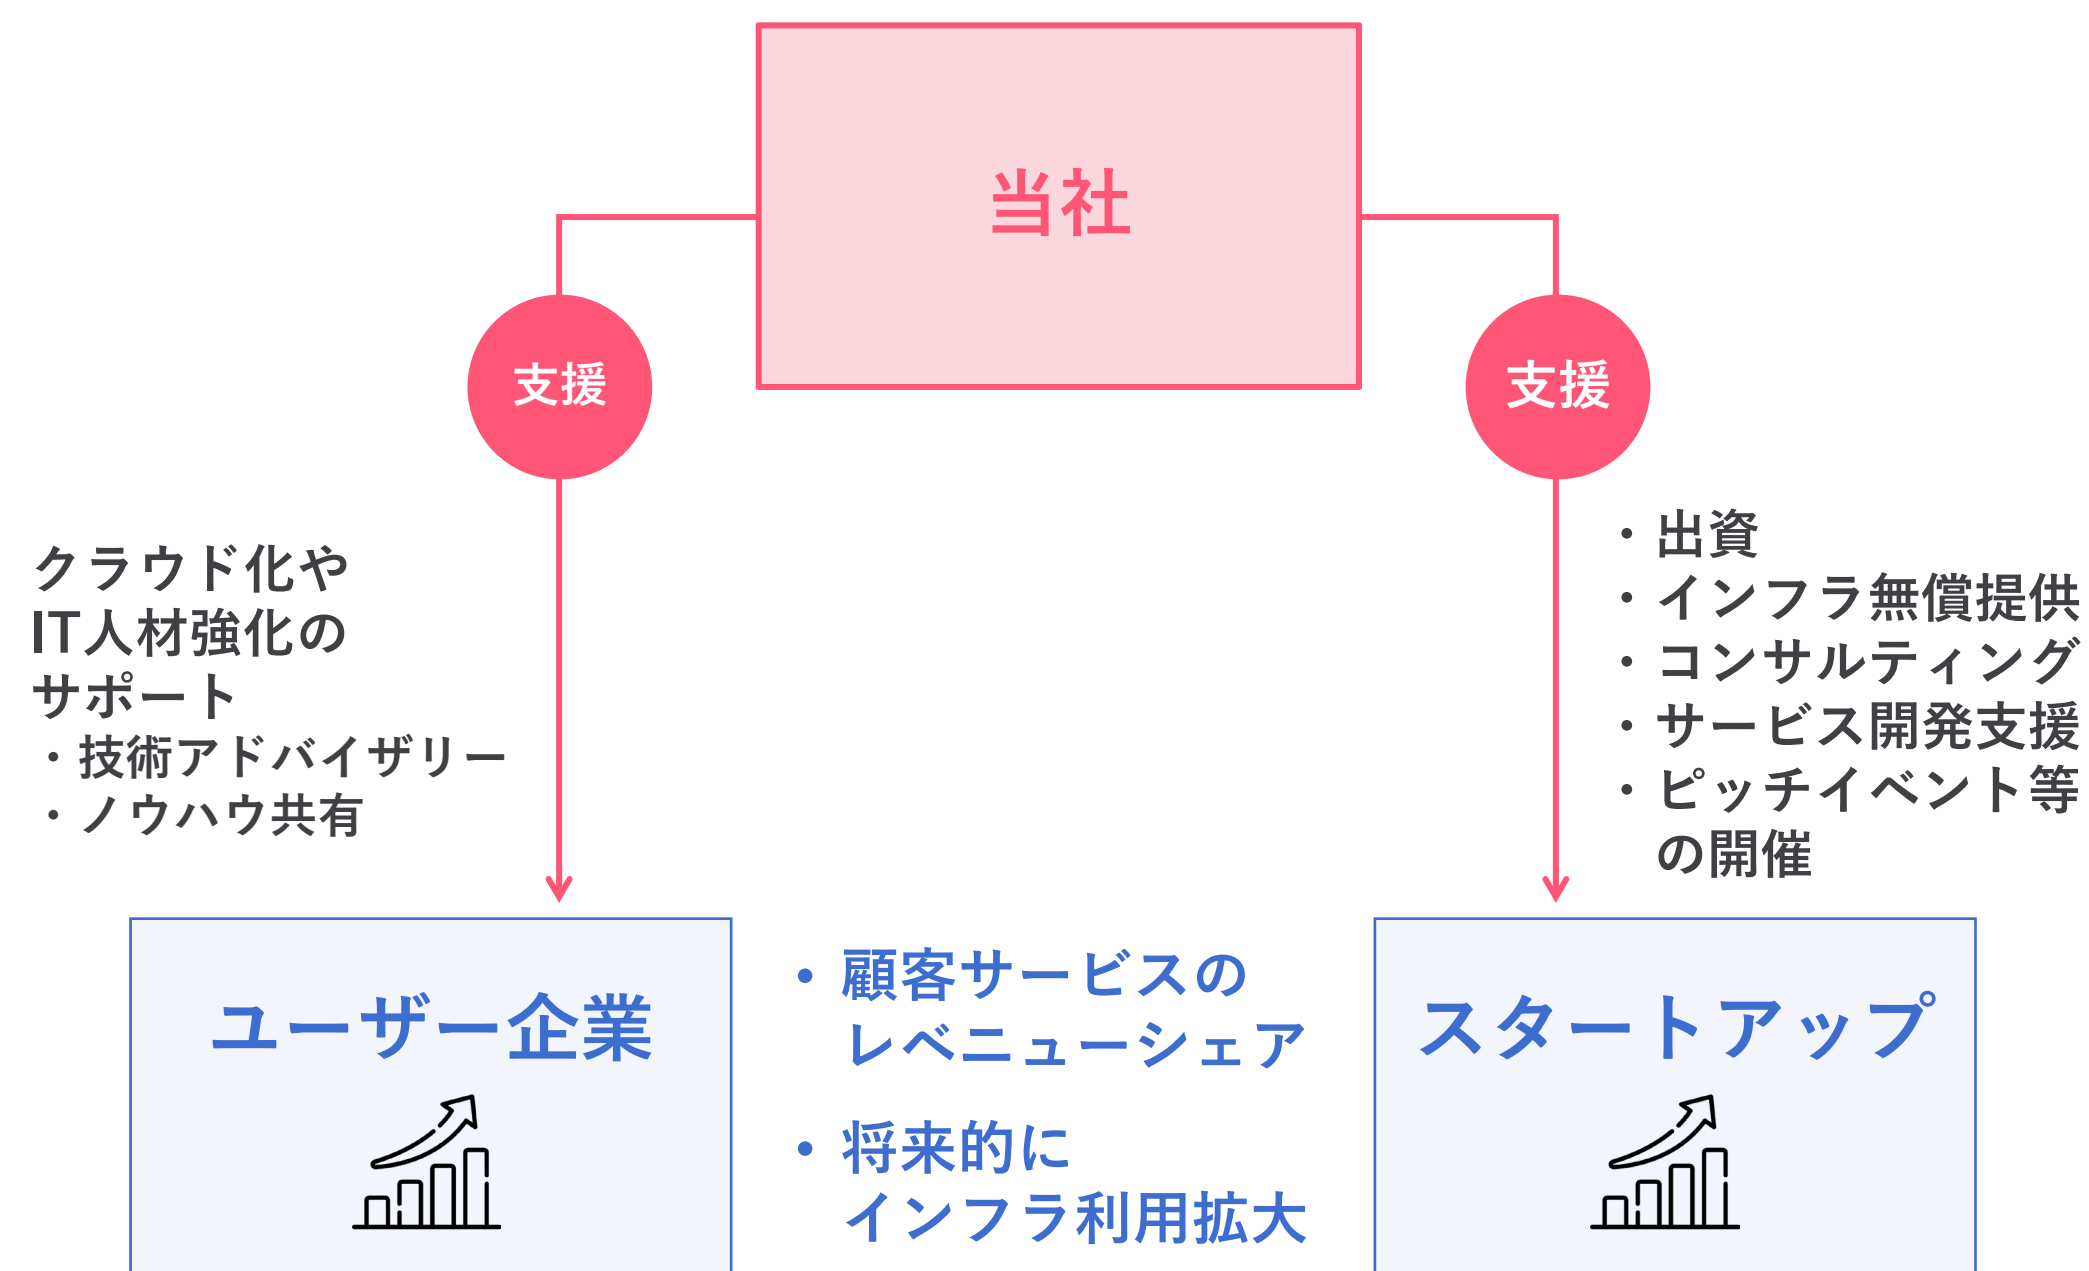 当社
支援
支援
クラウド化や
IT人材強化の
サポート
・技術アドバイザリー
・ノウハウ共有
・出資
・インフラ無償提供
・コンサルティング
・サービス開発支援
・ピッチイベント等
の開催
ユーザー企業
• 顧客サービスの
レベニューシェア
• 将来的に
インフラ利用拡大
スタートアップ